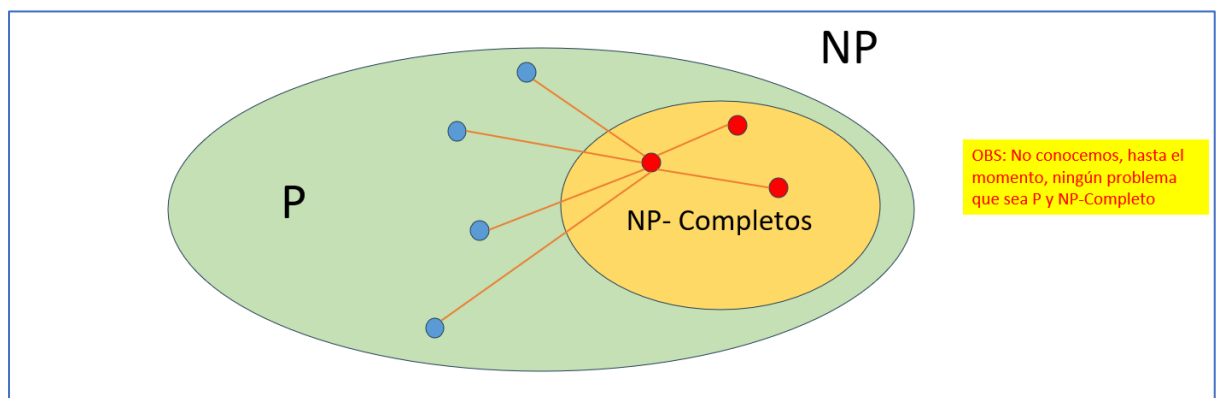 NP
P
NP- Completos
OBS: No conocemos, hasta el
momento, ningún problema
que sea P y NP-Completo